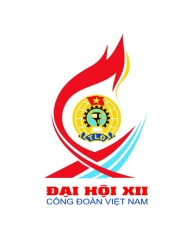 TLĐ
ĐẠI HỘI XII
CÔNG ĐOÀN VIỆT NAM